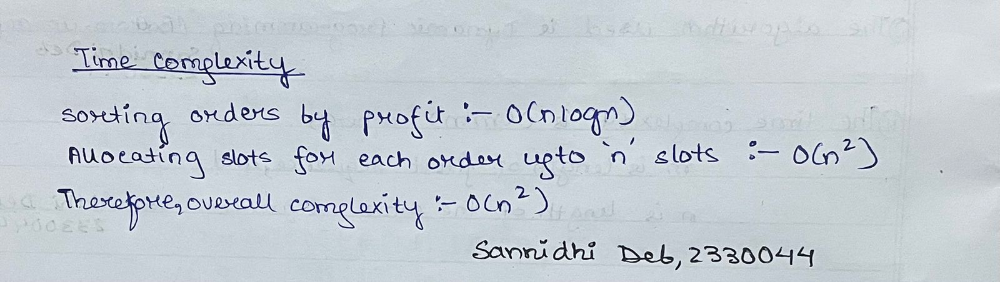 Time complexity
sorting orders by profit :- O(nlogn)
Allocating slots for each order upto 'n' slots :- O(n²)
Therefore, overall complexity :- O(n²)
Sannidhi Deb, 2330044